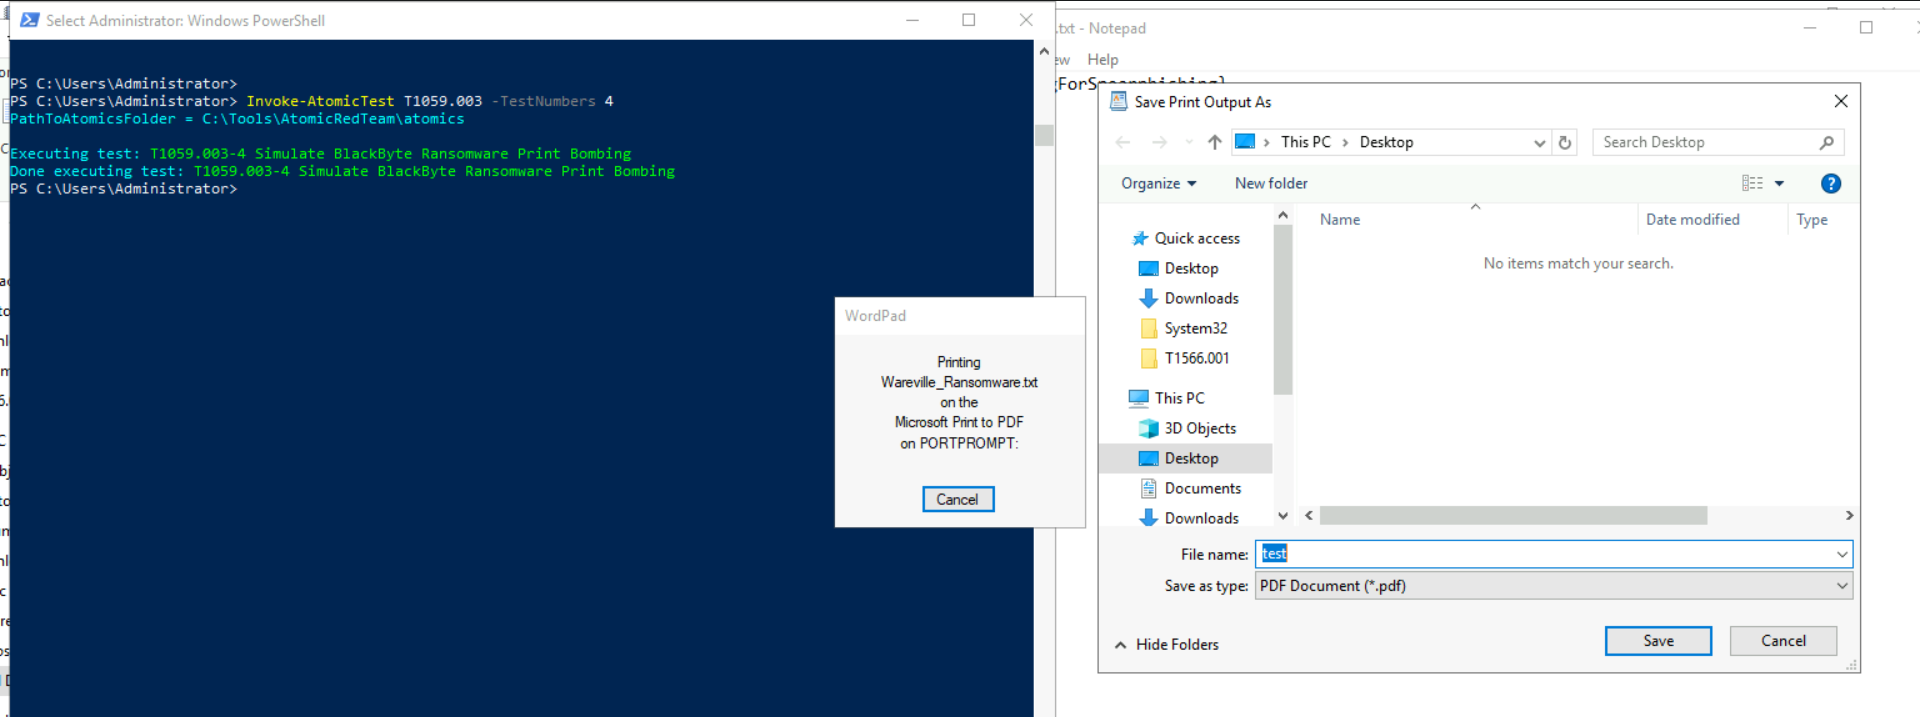 Select Administrator: Windows PowerShell
PS C:\Users\Administrator>
PS C:\Users\Administrator> Invoke-AtomicTest T1059.003 -TestNumbers 4
PathToAtomicsFolder = C:\Tools\AtomicRedTeam\atomics
Executing test: T1059.003-4 Simulate BlackByte Ransomware Print Bombing
Done executing test: T1059.003-4 Simulate BlackByte Ransomware Print Bombing
PS C:\Users\Administrator>
WordPad
Printing
Wareville_Ransomware.txt
on the
Microsoft Print to PDF
on PORTPROMPT:
Cancel
.txt - Notepad
ew Help
Save Print Output As
This PC > Desktop
Search Desktop
Organize New folder
Name Date modified Type
No items match your search.
Quick access
Desktop
Downloads
System32
T1566.001
This PC
3D Objects
Desktop
Documents
Downloads
File name: test
Save as type: PDF Document (*.pdf)
Hide Folders Save Cancel